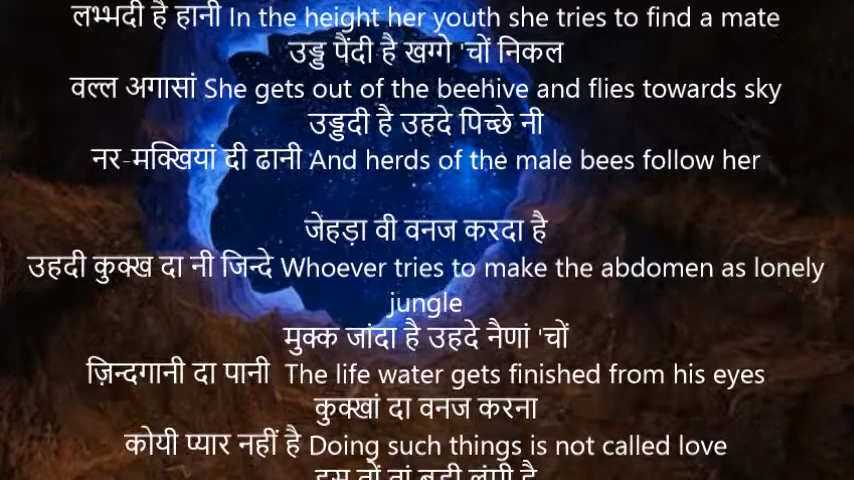 लभ्भदी है हानी In the height her youth she tries to find a mate
उड्ड पैंदी है खग्गे 'चों निकल
वल्ल अगासां She gets out of the beehive and flies towards sky
उड्डदी है उहदे पिच्छे नी
नर-मक्खियां दी ढानी And herds of the male bees follow her
जेहड़ा वी वनज करदा है
उहदी कुक्ख दा नी जिन्दे Whoever tries to make the abdomen as lonely
jungle
मुक्क जांदा है उहदे नैणां 'चों
ज़िन्दगानी दा पानी The life water gets finished from his eyes
कुक्खां दा वनज करना
कोयी प्यार नहीं है Doing such things is not called love